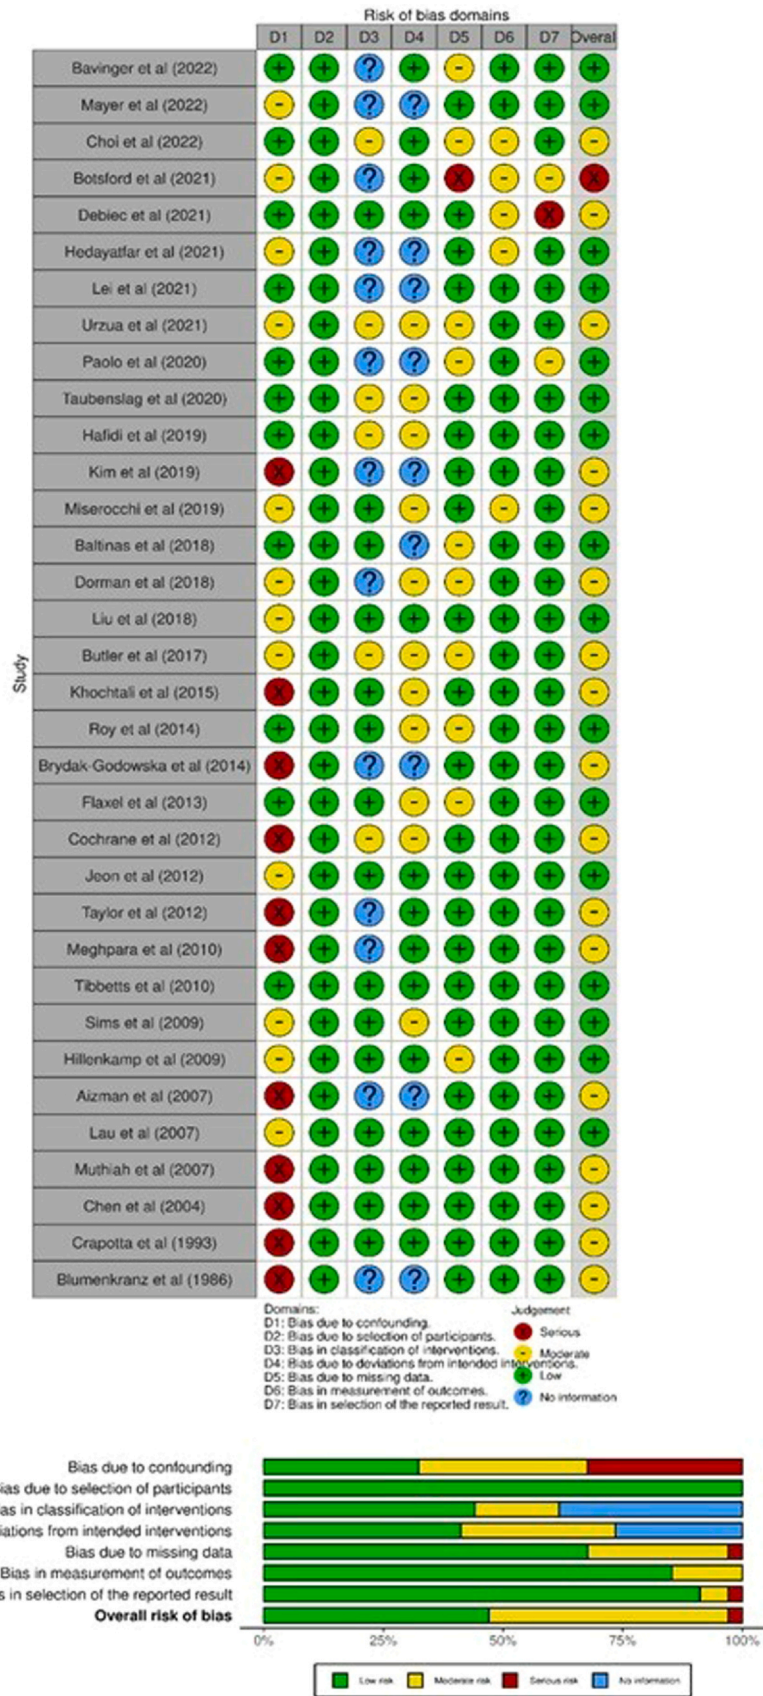 Risk of bias domains
D1 D2 D3 D4 D5 D6 D7 Overal
Study
Bavinger et al (2022) + + ? + - + + +
Mayer et al (2022) - + ? ? + + + +
Choi et al (2022) + + - + - - + -
Botsford et al (2021) - + ? + X - - X
Debiec et al (2021) + + + + + - X -
Hedayatfar et al (2021) - + ? ? + - + +
Lei et al (2021) + + ? ? + + + +
Urzua et al (2021) - + - - - + + -
Paolo et al (2020) + + ? ? - + - +
Taubenslag et al (2020) + + - - + + + +
Hafidi et al (2019) + + - - + + + +
Kim et al (2019) X + ? ? + + + -
Miserocchi et al (2019) - + + - + - + -
Baltinas et al (2018) + + + ? - + + +
Dorman et al (2018) - + ? - - + + -
Liu et al (2018) - + + + + + + +
Butler et al (2017) - + - - - + + -
Khochtali et al (2015) X + + - + + + -
Roy et al (2014) + + + - - + + +
Brydak-Godowska et al (2014) X + ? ? + + + -
Flaxel et al (2013) + + + - - + + +
Cochrane et al (2012) X + - - + + + -
Jeon et al (2012) - + + + + + + +
Taylor et al (2012) X + ? + + + + -
Meghpara et al (2010) X + ? + + + + -
Tibbetts et al (2010) + + + + + + + +
Sims et al (2009) - + + - + + + +
Hillenkamp et al (2009) - + + + - + + +
Aizman et al (2007) X + ? ? + + + -
Lau et al (2007) - + + + + + + +
Muthiah et al (2007) X + + + + + + -
Chen et al (2004) X + + + + + + -
Crapotta et al (1993) X + + + + + + -
Blumenkranz et al (1986) X + ? ? + + + -
Domains:
D1: Bias due to confounding.
D2: Bias due to selection of participants.
D3: Bias in classification of interventions.
D4: Bias due to deviations from intended interventions.
D5: Bias due to missing data.
D6: Bias in measurement of outcomes.
D7: Bias in selection of the reported result.
Judgement
X Serious
- Moderate
+ Low
? No information
Bias due to confounding
ias due to selection of participants
as in classification of interventions
iations from intended interventions
Bias due to missing data
Bias in measurement of outcomes
s in selection of the reported result
Overall risk of bias
0% 25% 50% 75% 100%
Low risk Moderate risk Serious risk No information